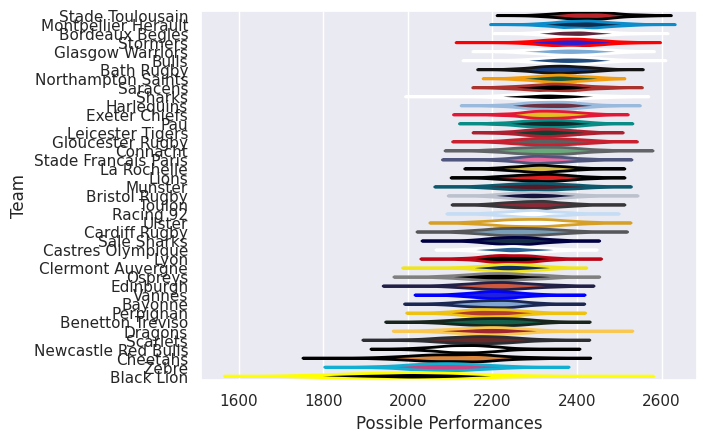 Stade Toulousain
Montpellier Herault
Bordeaux Begles
Stormers
Glasgow Warriors
Bulls
Bath Rugby
Northampton Saints
Saracens
Sharks
Harlequins
Exeter Chiefs
Pau
Leicester Tigers
Gloucester Rugby
Connacht
Stade Francais Paris
La Rochelle
Lions
Munster
Bristol Rugby
Toulon
Racing 92
Ulster
Cardiff Rugby
Sale Sharks
Castres Olympique
Lyon
Clermont Auvergne
Ospreys
Edinburgh
Vannes
Bayonne
Perpignan
Benetton Treviso
Dragons
Scarlets
Newcastle Red Bulls
Cheetahs
Zebre
Black Lion
Team
1600 1800 2000 2200 2400 2600
Possible Performances